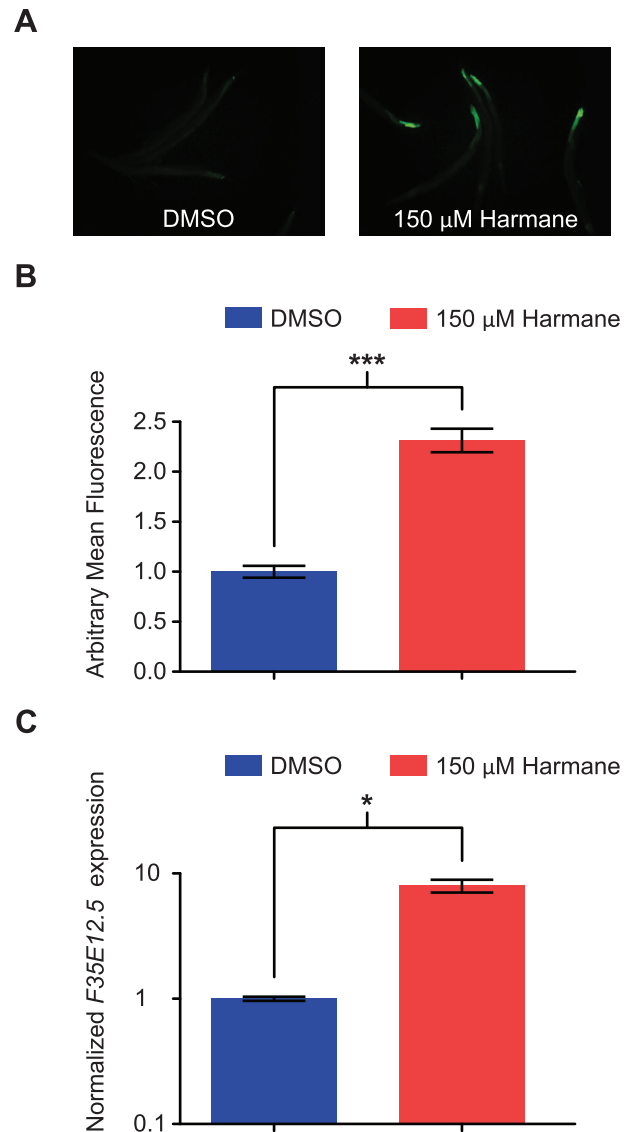 A
DMSO
150 µM Harmane
B
DMSO
150 µM Harmane
***
Arbitrary Mean Fluorescence
2.5
2.0
1.5
1.0
0.5
0.0
C
DMSO
150 µM Harmane
*
Normalized F35E12.5 expression
10
1
0.1